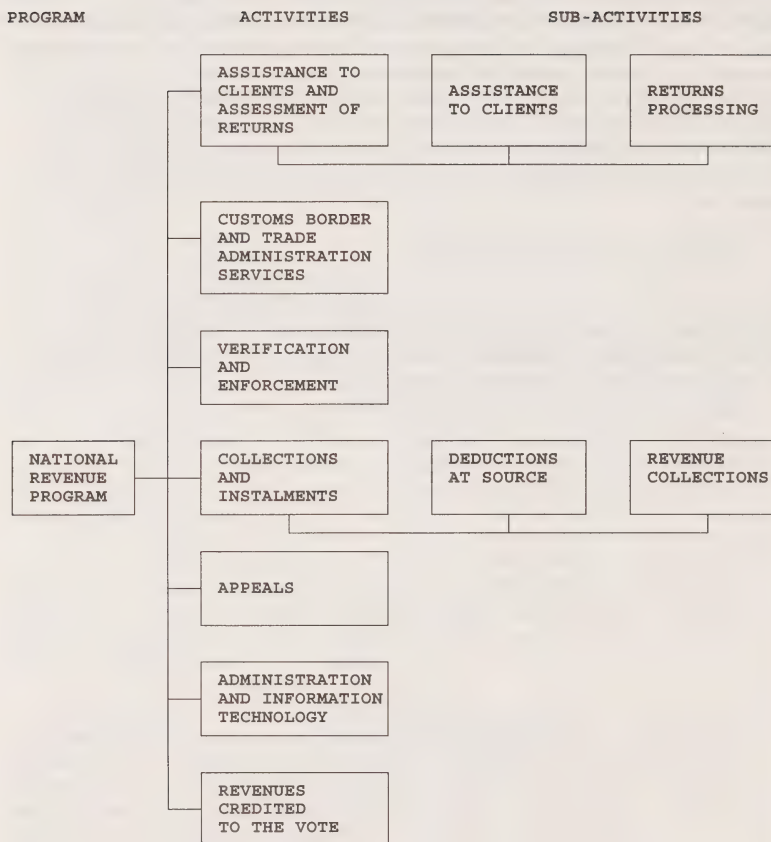 PROGRAM ACTIVITIES SUB-ACTIVITIES
ASSISTANCE TO
CLIENTS AND
ASSESSMENT OF
RETURNS
ASSISTANCE
TO CLIENTS
RETURNS
PROCESSING
CUSTOMS BORDER
AND TRADE
ADMINISTRATION
SERVICES
VERIFICATION
AND
ENFORCEMENT
NATIONAL
REVENUE
PROGRAM
COLLECTIONS
AND
INSTALMENTS
DEDUCTIONS
AT SOURCE
REVENUE
COLLECTIONS
APPEALS
ADMINISTRATION
AND INFORMATION
TECHNOLOGY
REVENUES
CREDITED
TO THE VOTE